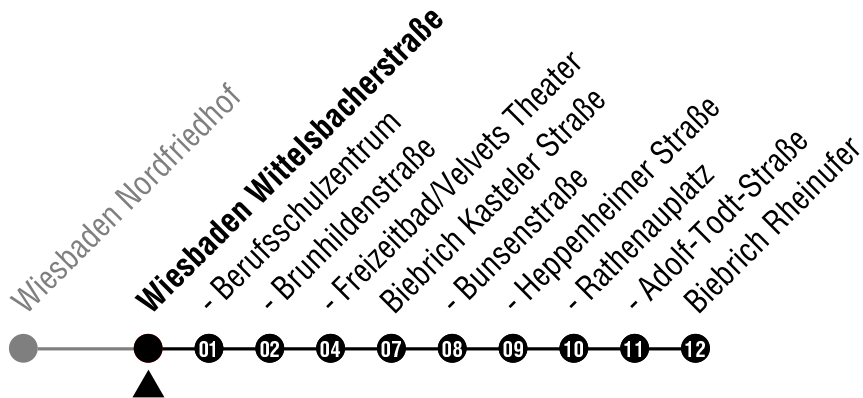 Wiesbaden Nordfriedhof
Wiesbaden Wittelsbacherstraße
- Berufsschulzentrum
- Brunhildenstraße
- Freizeitbad/Velvets Theater
Biebrich Kasteler Straße
- Bunsenstraße
- Heppenheimer Straße
- Rathenauplatz
- Adolf-Todt-Straße
Biebrich Rheinufer
01 02 04 07 08 09 10 11 12